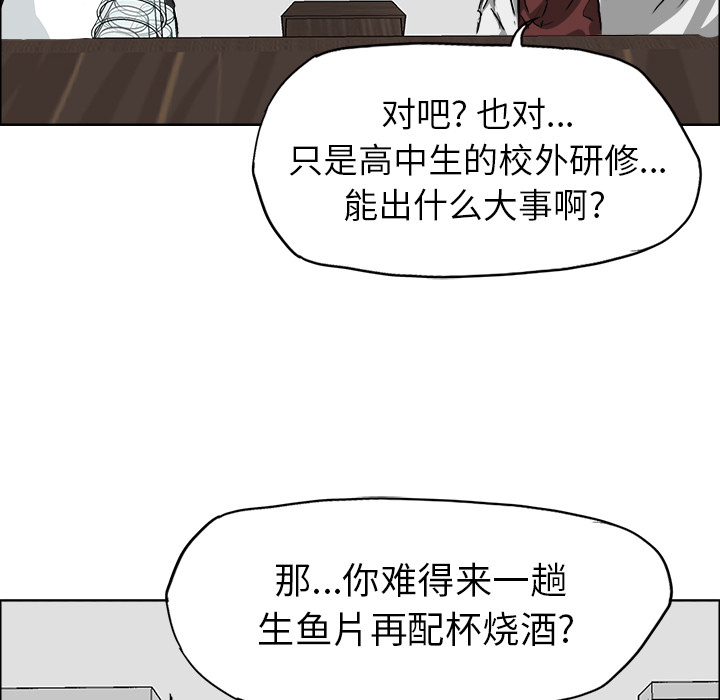 对吧? 也对...
只是高中生的校外研修...
能出什么大事啊?
那...你难得来一趟
生鱼片再配杯烧酒?